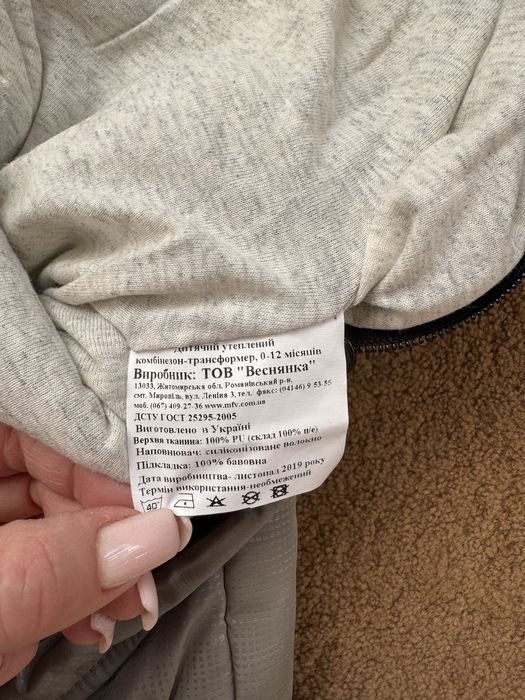 дитячий утеплений
комбінезон-трансформер, 0-12 місяців
Виробник: ТОВ "Веснянка"
13033, Житомирська обл. Романівський р-н.
смт. Миропіль, вул. Леніна 3, тел. факс: (04146) 9-53-55
моб. (067) 409-27-36 www.mfv.com.ua
ДСТУ ГОСТ 25295-2005
Виготовлено в Україні
Верхня тканина: 100% PU (склад 100% п/е)
Наповнювач: силіконізоване волокно
Підкладка: 100% бавовна
Дата виробництва- листопад 2019 року
Термін використання-необмежений
40°